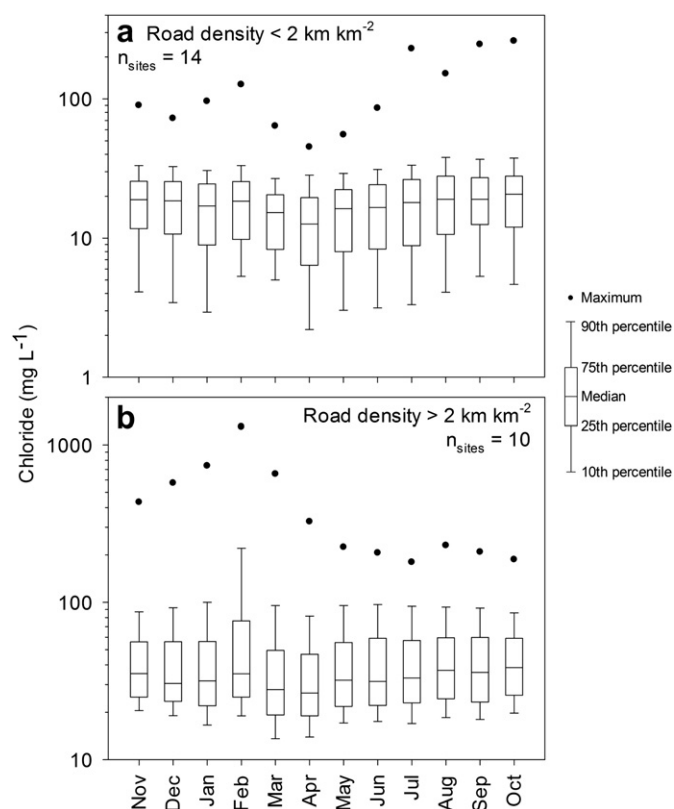 a Road density < 2 km km⁻²
n_sites = 14
100
10
1
Chloride (mg L⁻¹)
Maximum
90th percentile
75th percentile
Median
25th percentile
10th percentile
b Road density > 2 km km⁻²
n_sites = 10
1000
100
10
Nov Dec Jan Feb Mar Apr May Jun Jul Aug Sep Oct